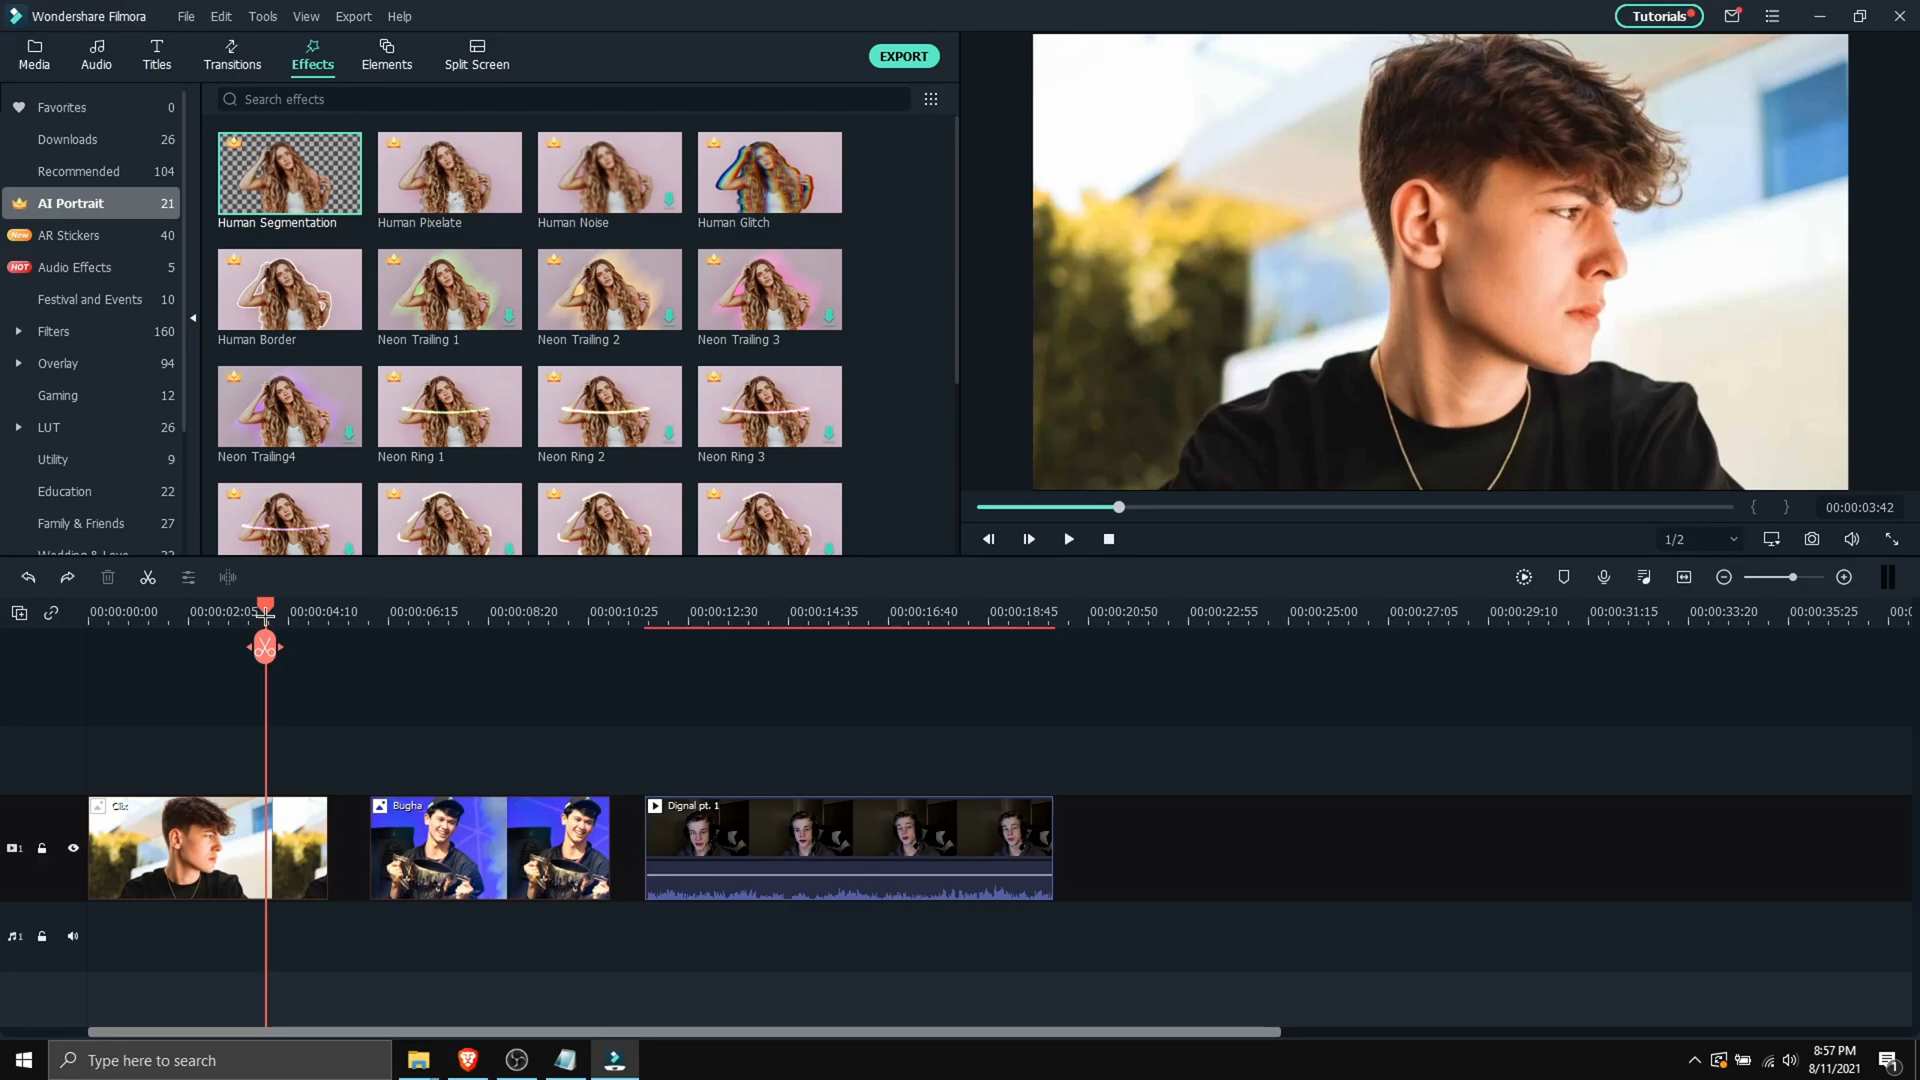 Wondershare Filmora File Edit Tools View Export Help Tutorials
Media Audio Titles Transitions Effects Elements Split Screen EXPORT
Search effects
Favorites 0
Downloads 26
Recommended 104
AI Portrait 21
New AR Stickers 40
HOT Audio Effects 5
Festival and Events 10
Filters 160
Overlay 94
Gaming 12
LUT 26
Utility 9
Education 22
Family & Friends 27
Wedding & Love
Human Segmentation Human Pixelate Human Noise Human Glitch
Human Border Neon Trailing 1 Neon Trailing 2 Neon Trailing 3
Neon Trailing4 Neon Ring 1 Neon Ring 2 Neon Ring 3
{ } 00:00:03:42
1/2
00:00:00:00 00:00:02:05 00:00:04:10 00:00:06:15 00:00:08:20 00:00:10:25 00:00:12:30 00:00:14:35 00:00:16:40 00:00:18:45 00:00:20:50 00:00:22:55 00:00:25:00 00:00:27:05 00:00:29:10 00:00:31:15 00:00:33:20 00:00:35:25
Clix Bugha Dignal pt. 1
1
1
Type here to search
8:57 PM
8/11/2021
1